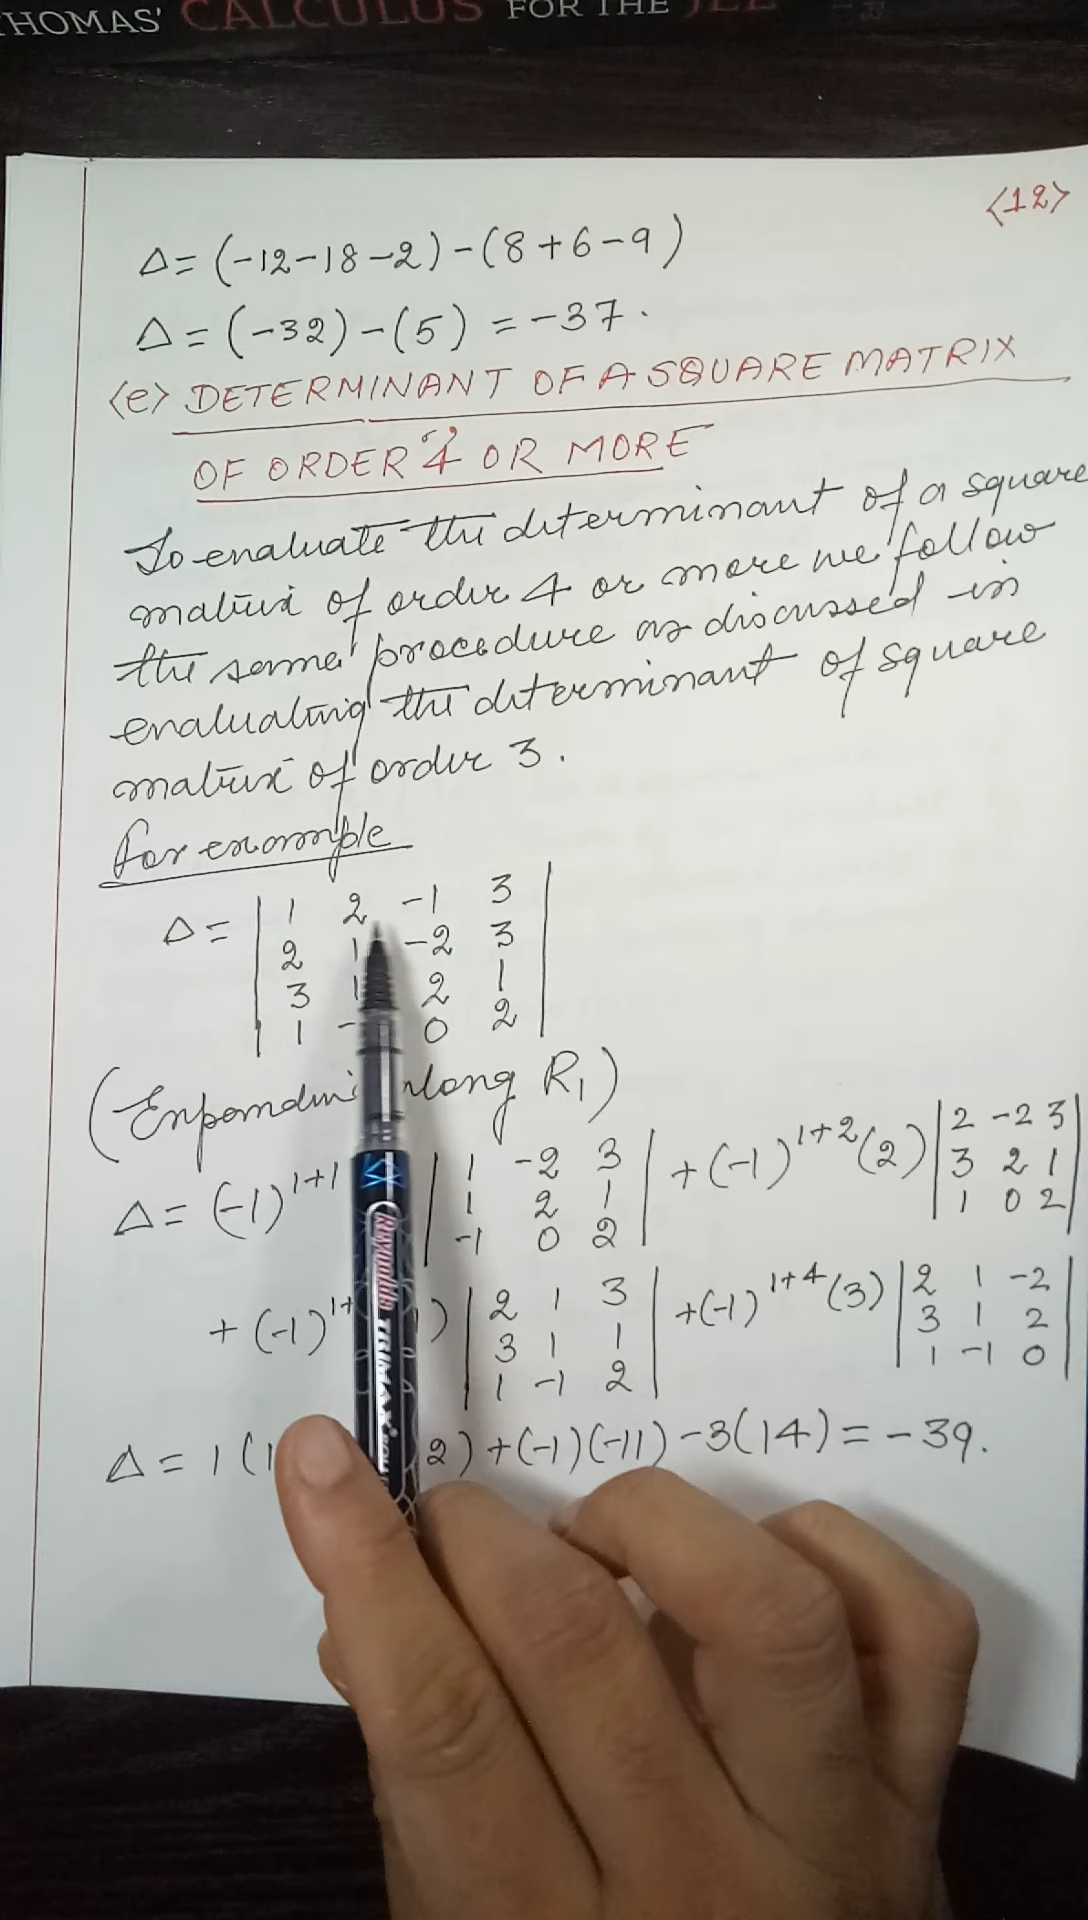 THOMAS' CALCULUS FOR THE JEE
<12>
Δ = (-12-18-2)-(8+6-9)
Δ = (-32)-(5) = -37.
<e> DETERMINANT OF A SQUARE MATRIX
OF ORDER 4 OR MORE
To evaluate the determinant of a square
matrix of order 4 or more we follow
the same procedure as discussed in
evaluating the determinant of square
matrix of order 3.
for example
Δ = | 1 2 -1 3 |
| 2 1 -2 3 |
| 3 1 2 1 |
| 1 - 0 2 |
(Expandin along R₁)
Δ = (-1)¹⁺¹ | 1 -2 3 | + (-1)¹⁺² (2) | 2 -2 3 |
| 1 2 1 | | 3 2 1 |
| -1 0 2 | | 1 0 2 |
+ (-1)¹⁺ ) | 2 1 3 | + (-1)¹⁺⁴ (3) | 2 1 -2 |
| 3 1 1 | | 3 1 2 |
| 1 -1 2 | | 1 -1 0 |
Δ = 1(1 2) + (-1)(-11) - 3(14) = -39.
Reynolds TRIMAX